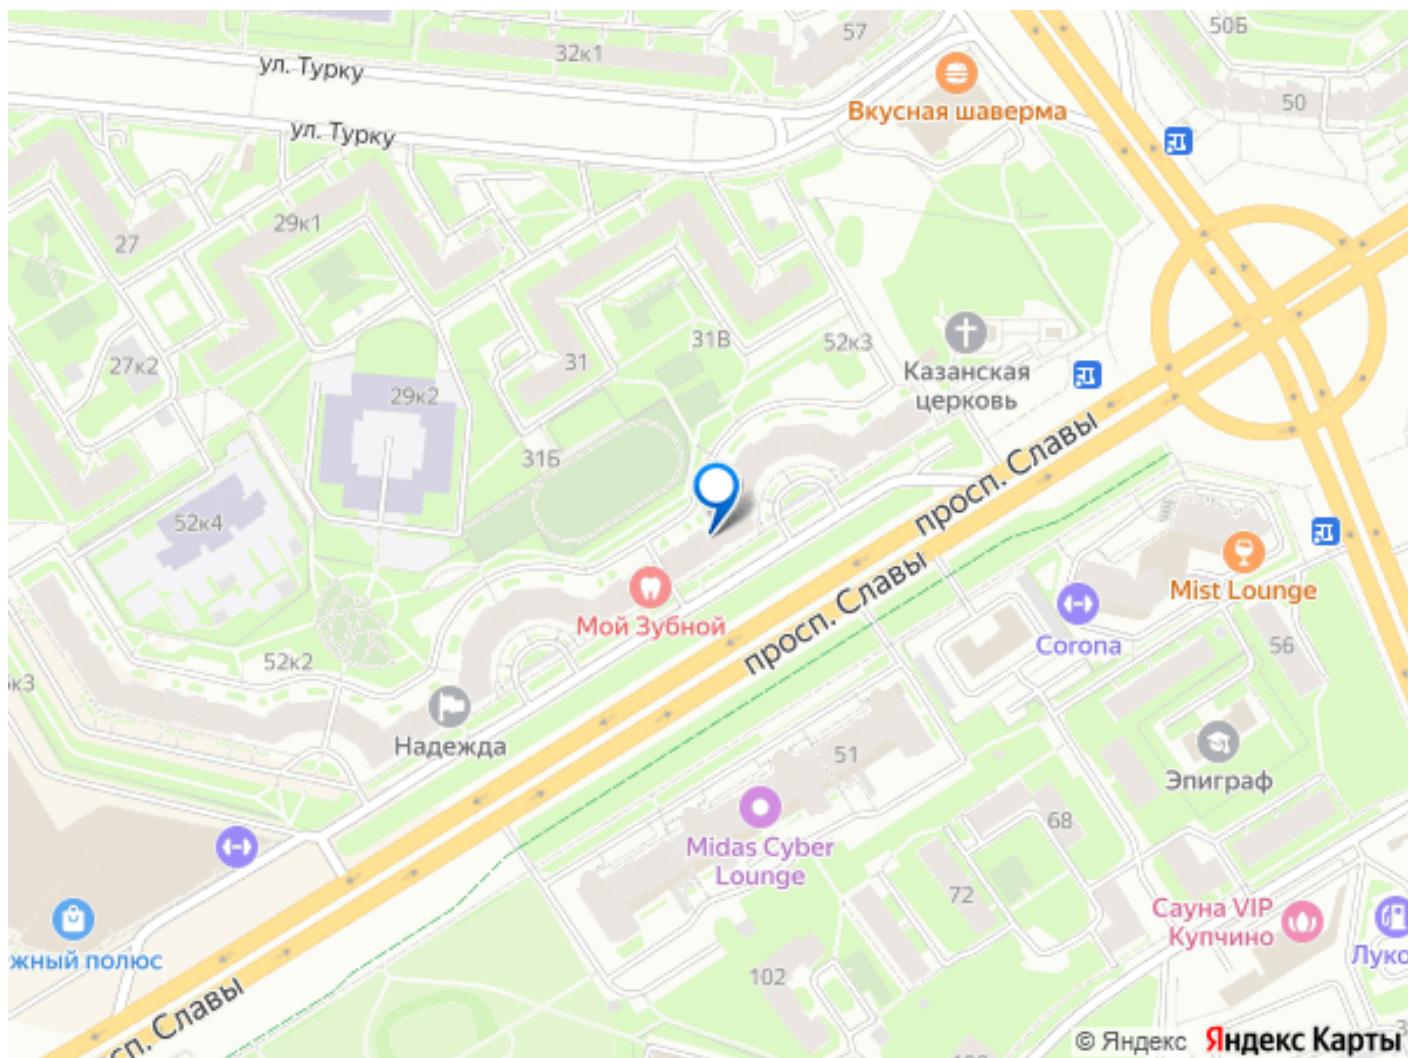 57
50Б
32к1
ул. Турку
Вкусная шаверма
50
ул. Турку
29к1
27
31В
52к3
Казанская
церковь
31
27к2
29к2
просп. Славы
31Б
52к4
Mist Lounge
просп. Славы
Мой Зубной
Corona
56
52к2
к3
Надежда
51
Эпиграф
68
Midas Cyber
Lounge
72
Сауна VIP
Купчино
жный полюс
Луко
102
сп. Славы
© Яндекс Яндекс Карты